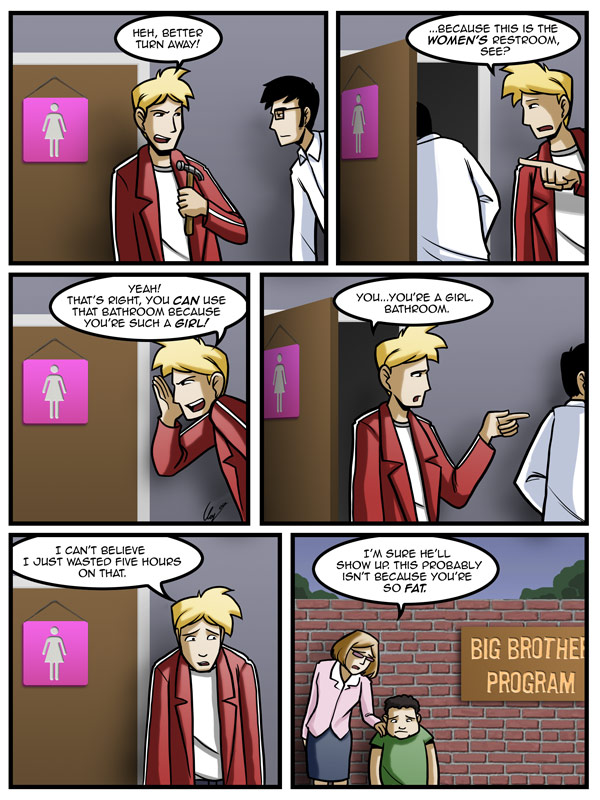 HEH, BETTER
TURN AWAY!
...BECAUSE THIS IS THE
WOMEN'S RESTROOM,
SEE?
YEAH!
THAT'S RIGHT, YOU CAN USE
THAT BATHROOM BECAUSE
YOU'RE SUCH A GIRL!
YOU...YOU'RE A GIRL.
BATHROOM.
I CAN'T BELIEVE
I JUST WASTED FIVE HOURS
ON THAT.
I'M SURE HE'LL
SHOW UP. THIS PROBABLY
ISN'T BECAUSE YOU'RE
SO FAT.
BIG BROTHE
PROGRAM